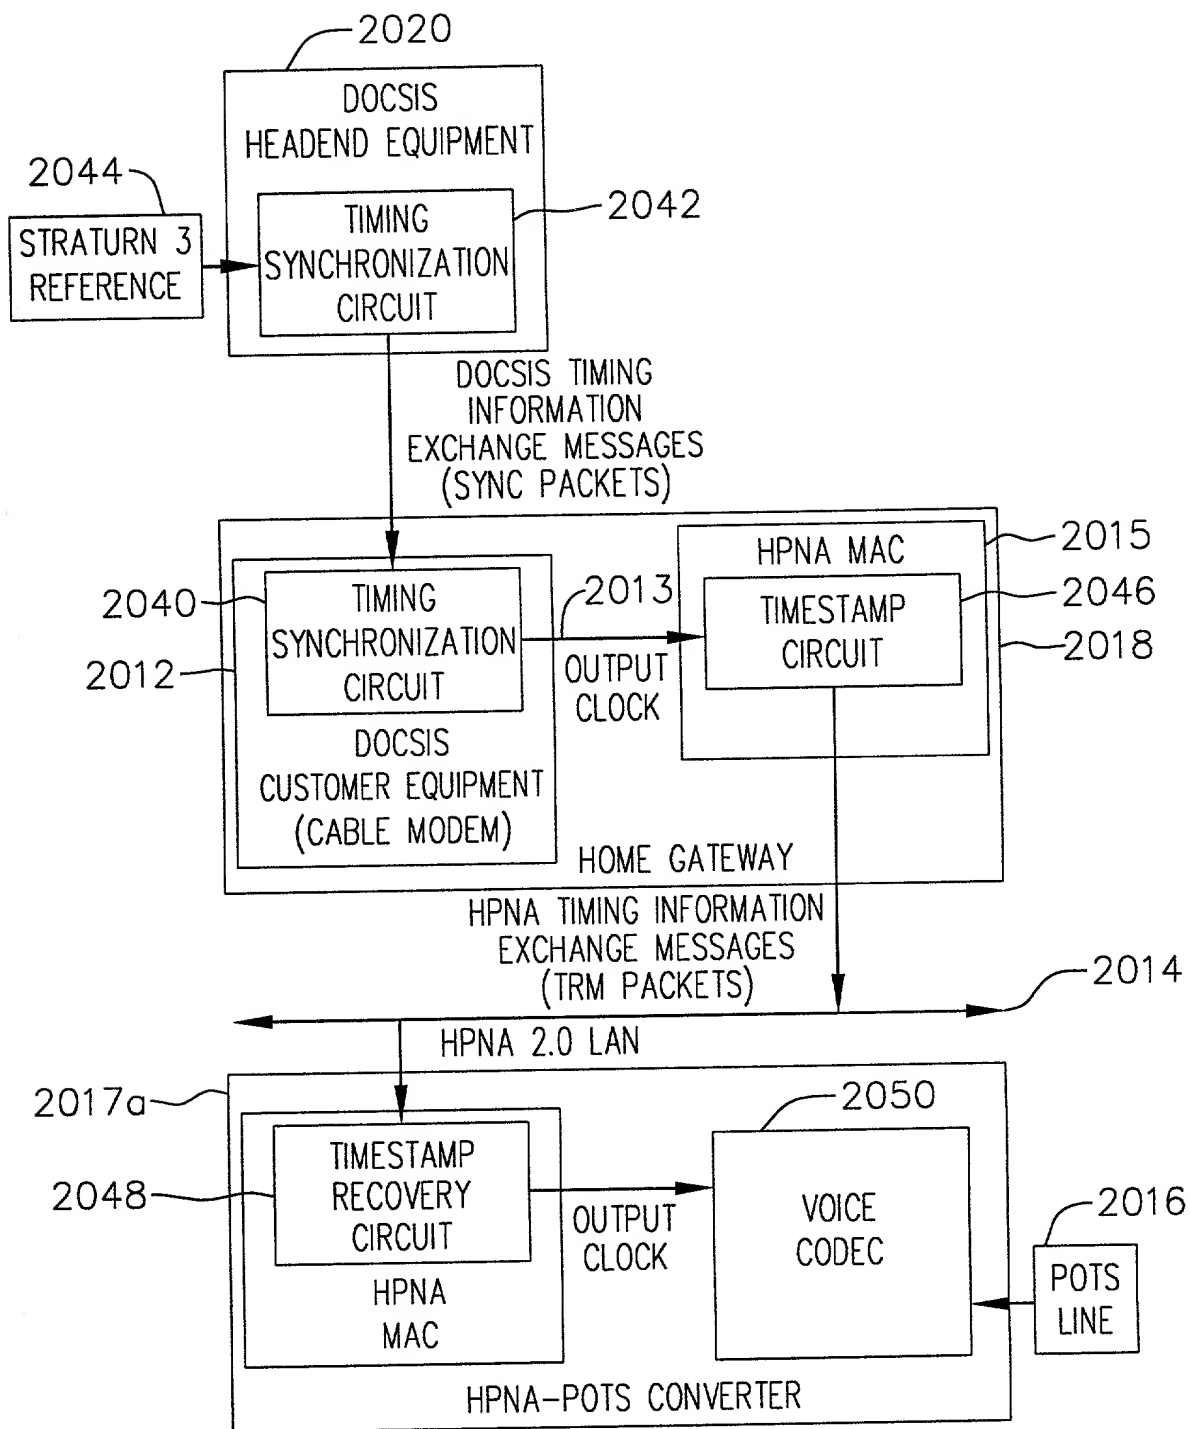 2020
DOCSIS
HEADEND EQUIPMENT
2044
STRATURN 3
REFERENCE
TIMING
SYNCHRONIZATION
CIRCUIT
2042
DOCSIS TIMING
INFORMATION
EXCHANGE MESSAGES
(SYNC PACKETS)
HPNA MAC
2015
2040
TIMING
SYNCHRONIZATION
CIRCUIT
2013
OUTPUT
CLOCK
TIMESTAMP
CIRCUIT
2046
2018
2012
DOCSIS
CUSTOMER EQUIPMENT
(CABLE MODEM)
HOME GATEWAY
HPNA TIMING INFORMATION
EXCHANGE MESSAGES
(TRM PACKETS)
2014
HPNA 2.0 LAN
2017a
2050
TIMESTAMP
RECOVERY
CIRCUIT
2048
OUTPUT
CLOCK
VOICE
CODEC
2016
POTS
LINE
HPNA
MAC
HPNA-POTS CONVERTER